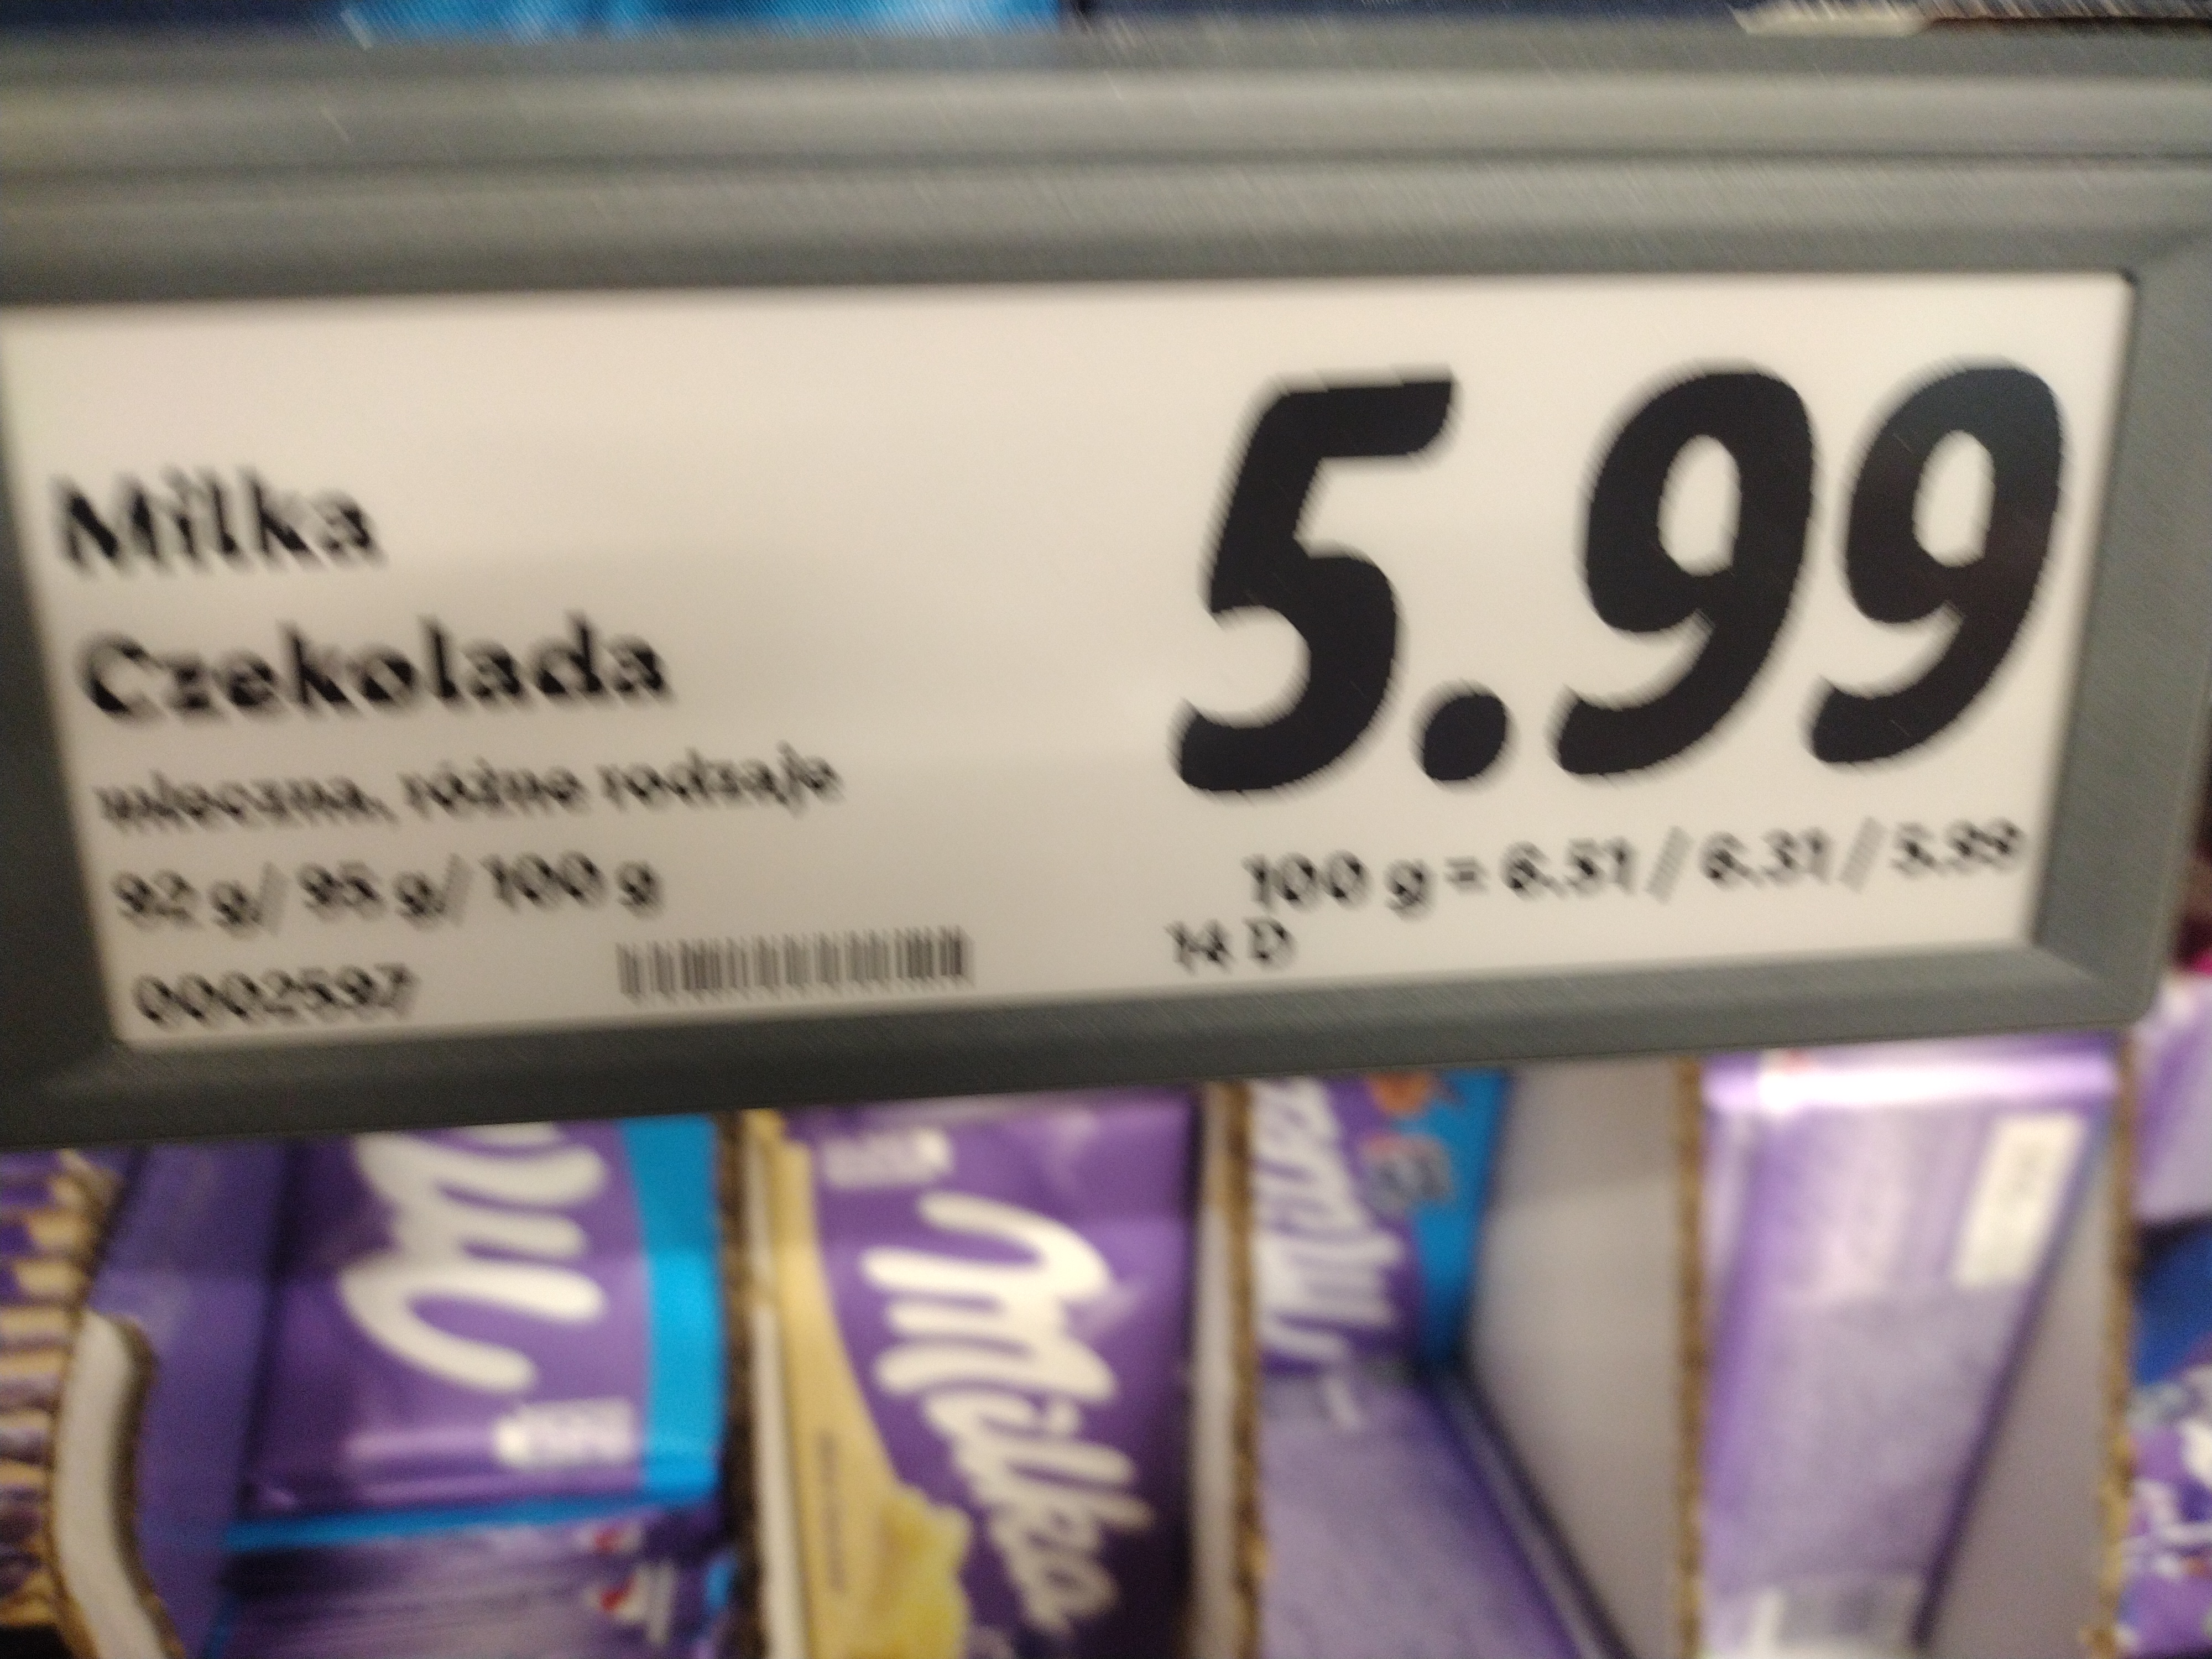 Milka
Czekolada
mleczna, różne rodzaje
92 g/ 95 g/ 100 g
0002597
5.99
100 g = 6.51 / 6.31 / 5.99
14 D
Milka